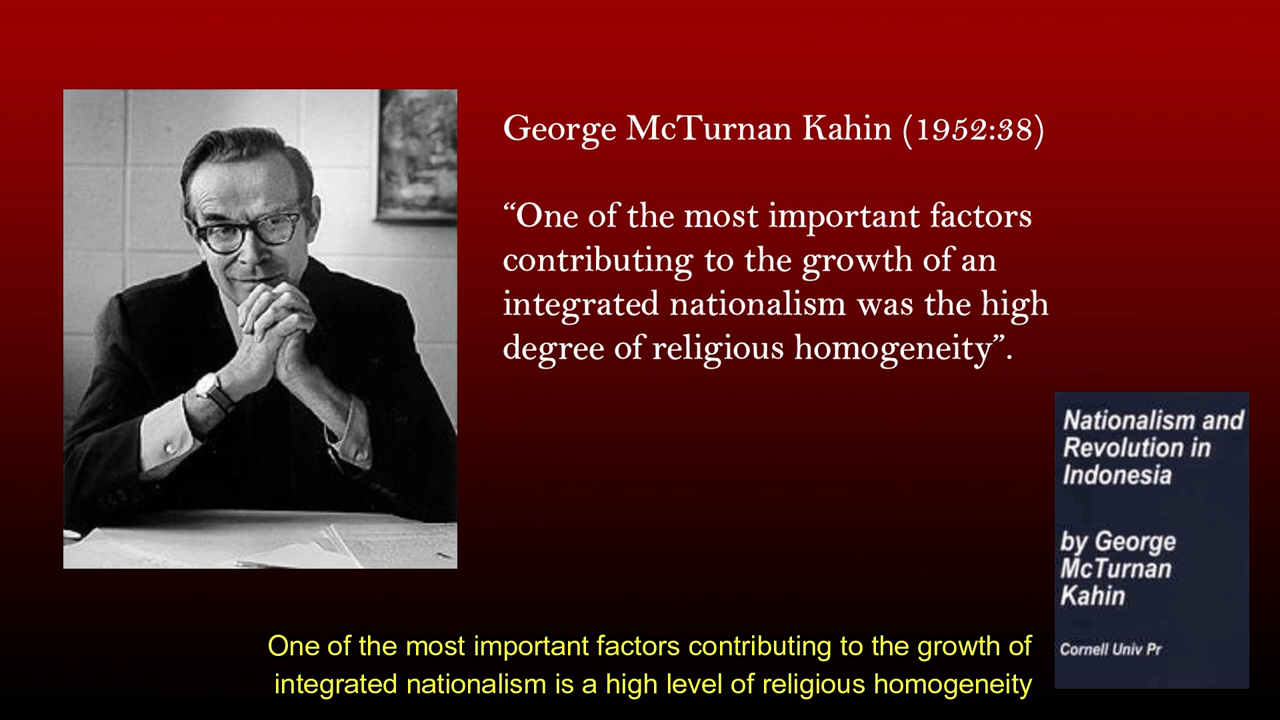 George McTurnan Kahin (1952:38)
“One of the most important factors
contributing to the growth of an
integrated nationalism was the high
degree of religious homogeneity”.
Nationalism and
Revolution in
Indonesia
by George
McTurnan
Kahin
Cornell Univ Pr
One of the most important factors contributing to the growth of
integrated nationalism is a high level of religious homogeneity